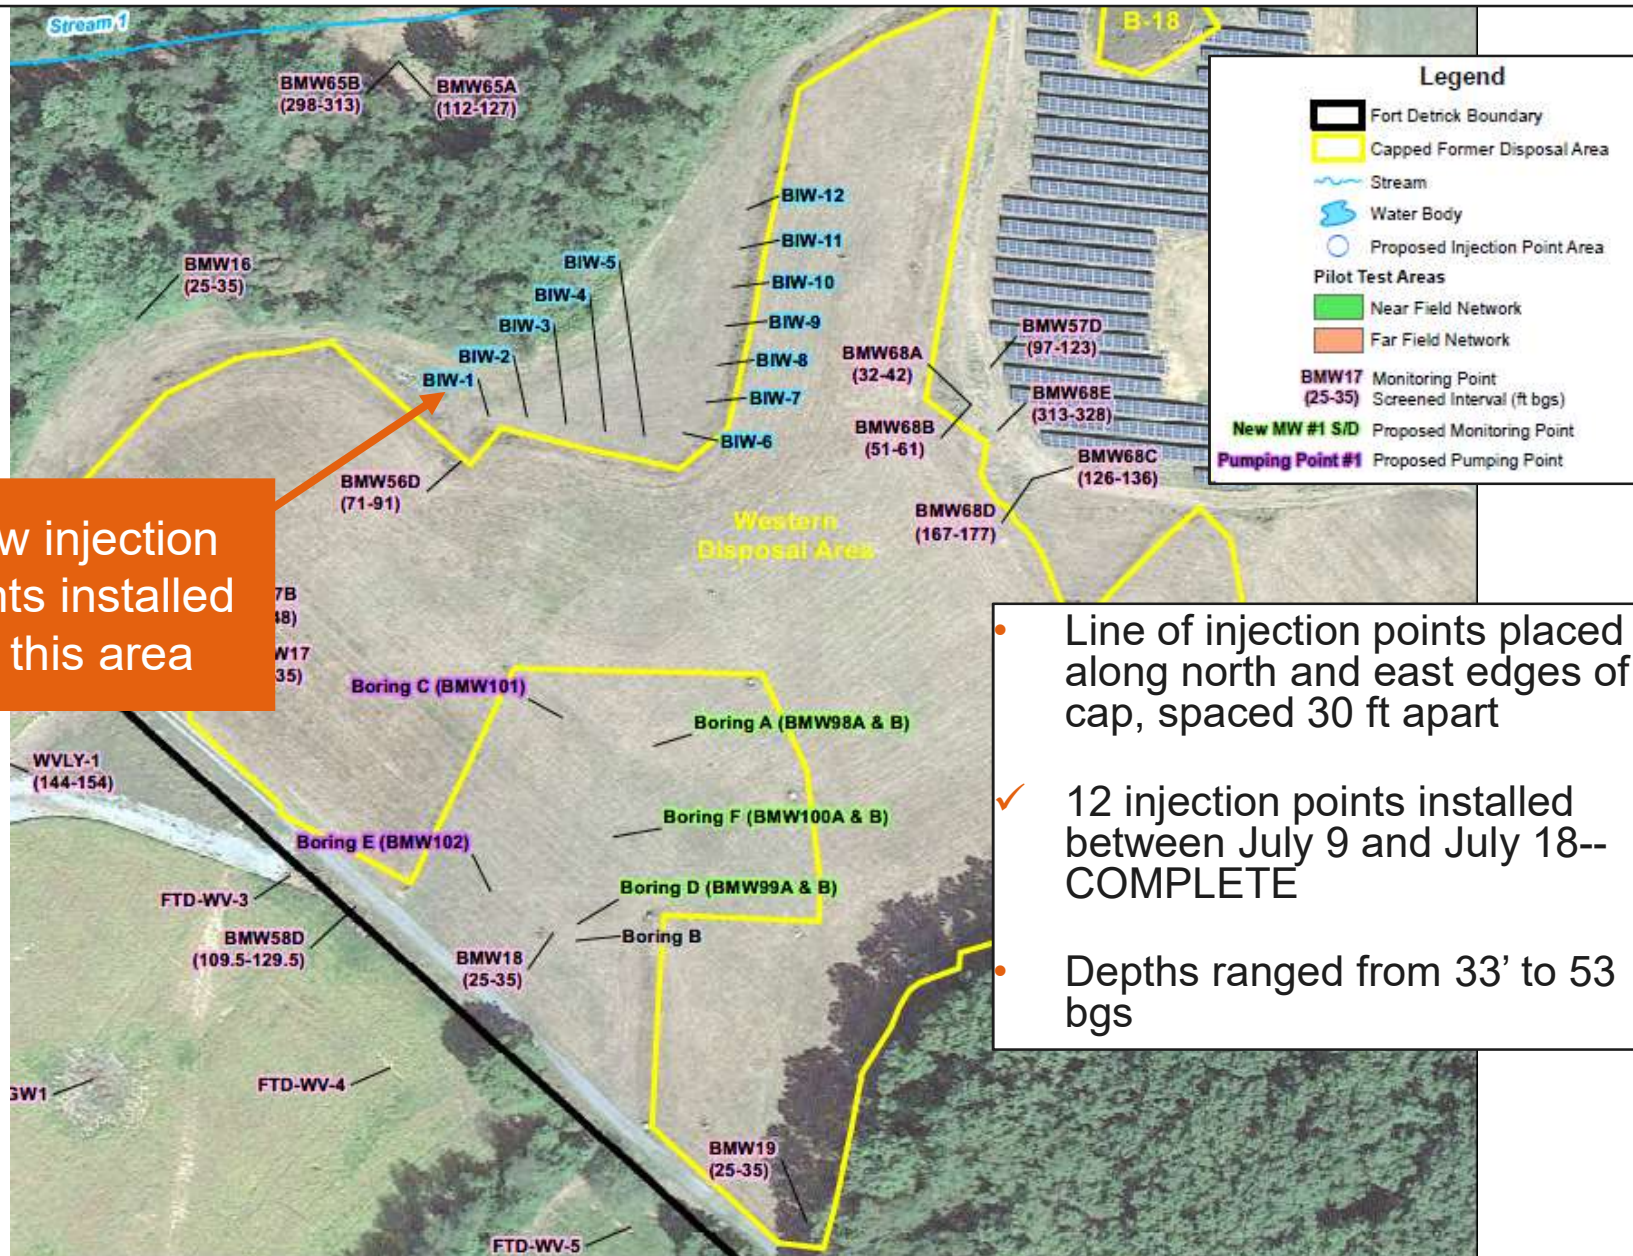 Stream 1
B-18
BMW65B
(298-313)
BMW65A
(112-127)
Legend
Fort Detrick Boundary
Capped Former Disposal Area
Stream
Water Body
Proposed Injection Point Area
Pilot Test Areas
Near Field Network
Far Field Network
BMW17 Monitoring Point
(25-35) Screened Interval (ft bgs)
New MW #1 S/D Proposed Monitoring Point
Pumping Point #1 Proposed Pumping Point
BIW-12
BIW-11
BIW-10
BIW-9
BIW-8
BIW-7
BIW-6
BIW-5
BIW-4
BIW-3
BIW-2
BIW-1
BMW16
(25-35)
BMW57D
(97-123)
BMW68A
(32-42)
BMW68E
(313-328)
BMW68B
(51-61)
BMW68C
(126-136)
BMW68D
(167-177)
BMW56D
(71-91)
Western
Disposal Area
w injection
nts installed
this area
7B
48)
W17
35)
Boring C (BMW101)
Boring A (BMW98A & B)
Boring F (BMW100A & B)
Boring E (BMW102)
Boring D (BMW99A & B)
Boring B
WVLY-1
(144-154)
FTD-WV-3
BMW58D
(109.5-129.5)
BMW18
(25-35)
GW1
FTD-WV-4
BMW19
(25-35)
FTD-WV-5
• Line of injection points placed
along north and east edges of
cap, spaced 30 ft apart
✓ 12 injection points installed
between July 9 and July 18--
COMPLETE
• Depths ranged from 33’ to 53
bgs